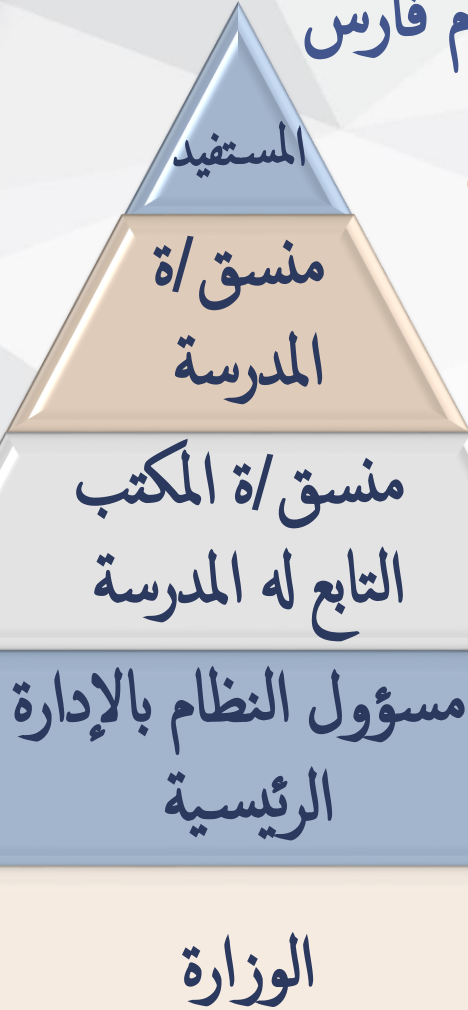 م فارس
المستفيد
منسق/ة
المدرسة
منسق/ة المكتب
التابع له المدرسة
مسؤول النظام بالإدارة
الرئيسية
الوزارة